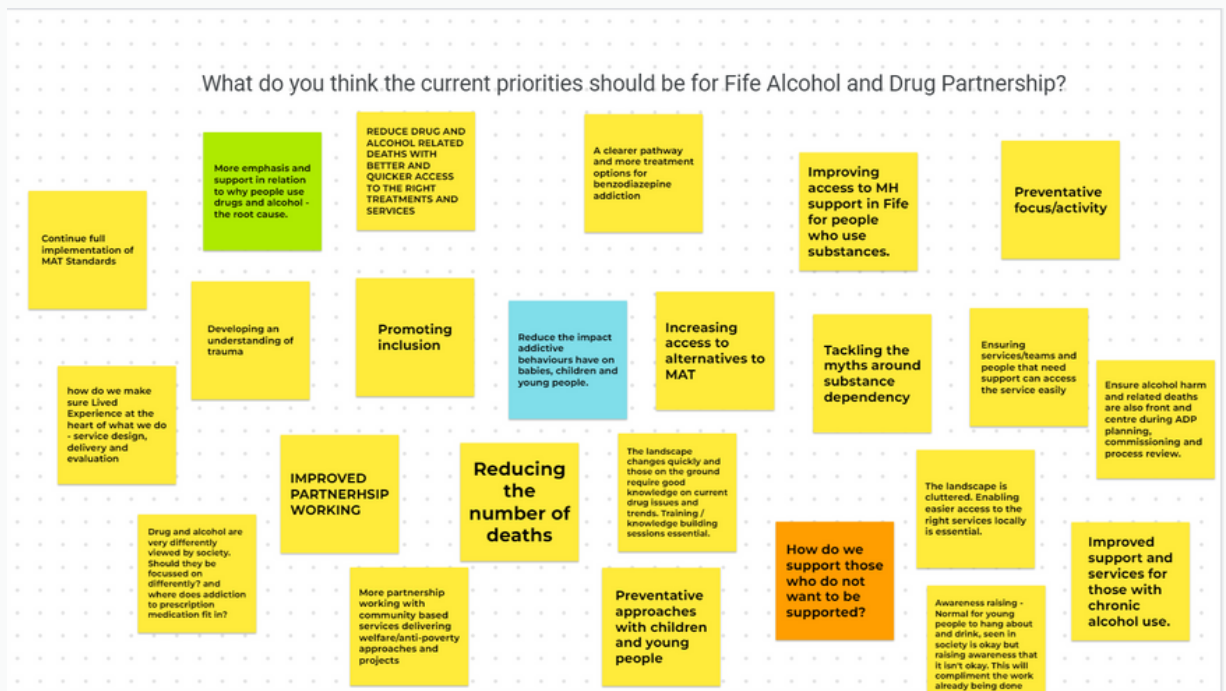 What do you think the current priorities should be for Fife Alcohol and Drug Partnership?
Continue full
implementation of
MAT Standards
More emphasis and
support in relation
to why people use
drugs and alcohol -
the root cause.
REDUCE DRUG AND
ALCOHOL RELATED
DEATHS WITH
BETTER AND
QUICKER ACCESS
TO THE RIGHT
TREATMENTS AND
SERVICES
A clearer pathway
and more treatment
options for
benzodiazepine
addiction
Improving
access to MH
support in Fife
for people
who use
substances.
Preventative
focus/activity
Developing an
understanding of
trauma
Promoting
inclusion
Reduce the impact
addictive
behaviours have on
babies, children and
young people.
Increasing
access to
alternatives to
MAT
Tackling the
myths around
substance
dependency
Ensuring
services/teams and
people that need
support can access
the service easily
Ensure alcohol harm
and related deaths
are also front and
centre during ADP
planning,
commissioning and
process review.
how do we make
sure Lived
Experience at the
heart of what we do
- service design,
delivery and
evaluation
IMPROVED
PARTNERHSIP
WORKING
Reducing
the
number of
deaths
The landscape
changes quickly and
those on the ground
require good
knowledge on current
drug issues and
trends. Training /
knowledge building
sessions essential.
The landscape is
cluttered. Enabling
easier access to the
right services locally
is essential.
Drug and alcohol are
very differently
viewed by society.
Should they be
focussed on
differently? and
where does addiction
to prescription
medication fit in?
More partnership
working with
community based
services delivering
welfare/anti-poverty
approaches and
projects
Preventative
approaches
with children
and young
people
How do we
support those
who do not
want to be
supported?
Improved
support and
services for
those with
chronic
alcohol use.
Awareness raising -
Normal for young
people to hang about
and drink, seen in
society is okay but
raising awareness that
it isn't okay. This will
compliment the work
already being done